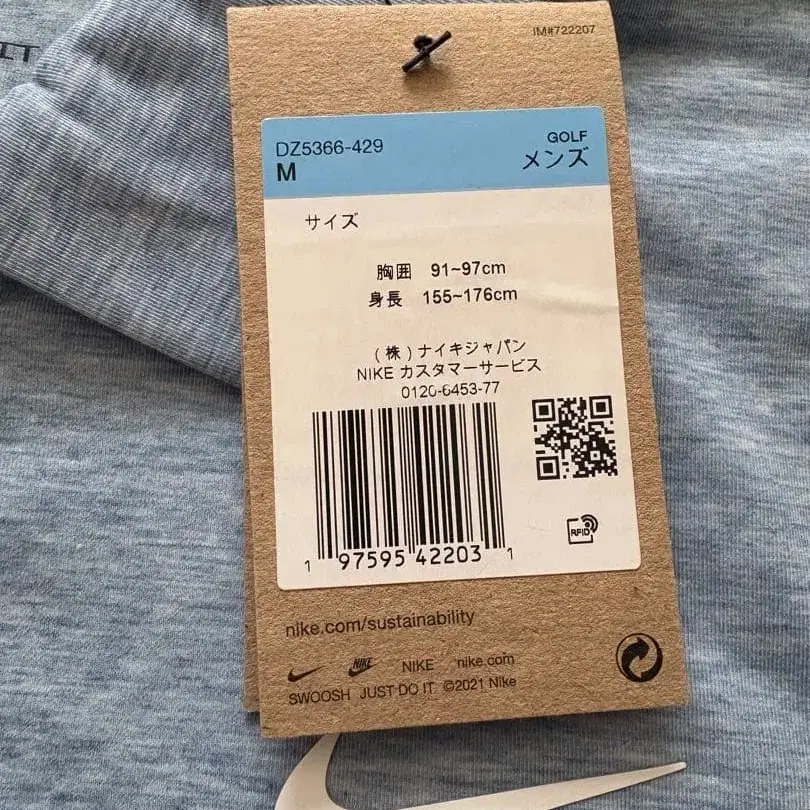 IM#722207
DZ5366-429
M
GOLF
メンズ
サイズ
胸囲 91~97cm
身長 155~176cm
(株)ナイキジャパン
NIKE カスタマーサービス
0120-6453-77
1 97595 42203 1
RFID
nike.com/sustainability
NIKE NIKE nike.com
SWOOSH JUST DO IT ©2021 Nike